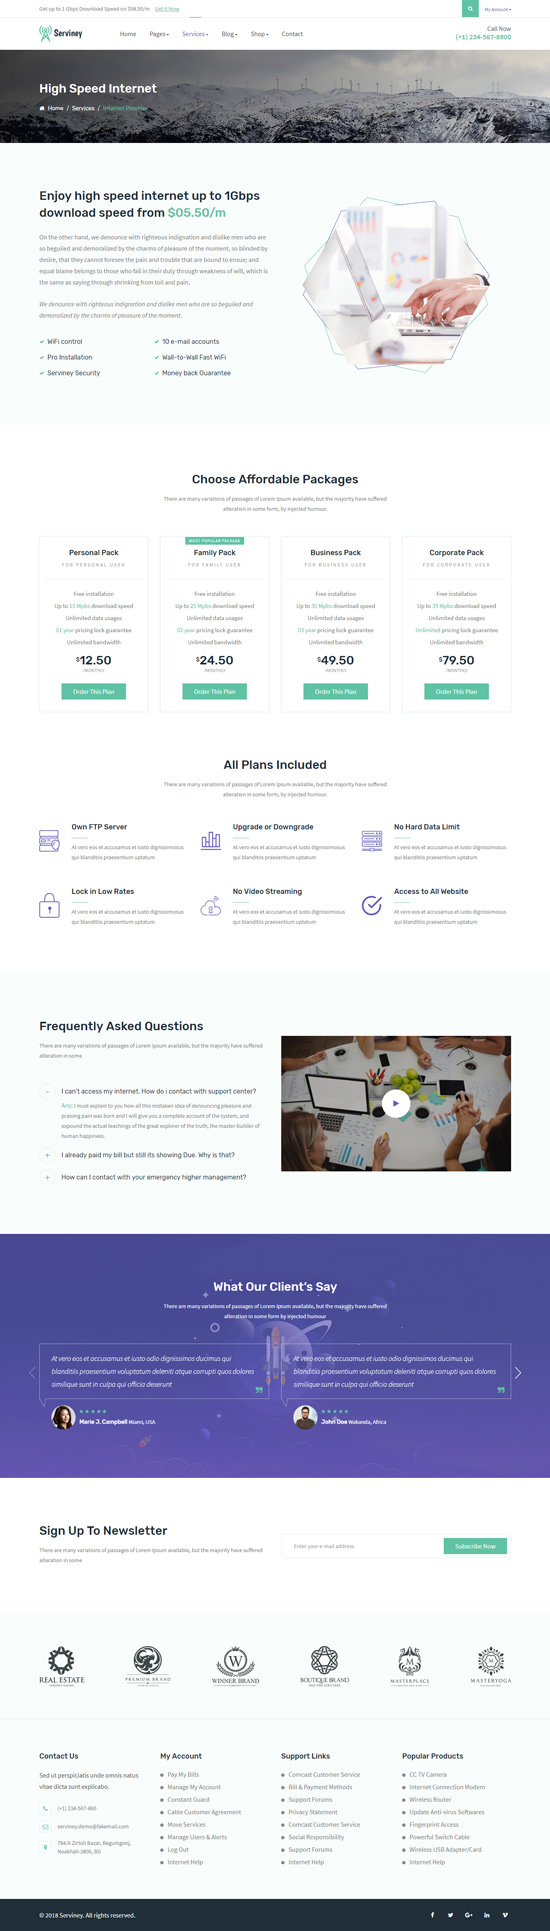 Get up to 1 Gbps Download Speed on $98.50/m Get It Now
My Account
Serviney
Home Pages Services Blog Shop Contact
Call Now
(+1) 234-567-8900
High Speed Internet
Home / Services / Internet Provider
Enjoy high speed internet up to 1Gbps
download speed from $05.50/m
On the other hand, we denounce with righteous indignation and dislike men who are
so beguiled and demoralized by the charms of pleasure of the moment, so blinded by
desire, that they cannot foresee the pain and trouble that are bound to ensue; and
equal blame belongs to those who fail in their duty through weakness of will, which is
the same as saying through shrinking from toil and pain.
We denounce with righteous indignation and dislike men who are so beguiled and
demoralized by the charms of pleasure of the moment.
WiFi control
10 e-mail accounts
Pro Installation
Wall-to-Wall Fast WiFi
Serviney Security
Money back Guarantee
Choose Affordable Packages
There are many variations of passages of Lorem Ipsum available, but the majority have suffered
alteration in some form, by injected humour.
Personal Pack
FOR PERSONAL USER
Free installation
Up to 15 Mpbs download speed
Unlimited data usages
01 year pricing lock guarantee
Unlimited bandwidth
$12.50
/MONTHLY
Order This Plan
MOST POPULAR PACKAGE
Family Pack
FOR FAMILY USER
Free installation
Up to 25 Mpbs download speed
Unlimited data usages
02 year pricing lock guarantee
Unlimited bandwidth
$24.50
/MONTHLY
Order This Plan
Business Pack
FOR BUSINESS USER
Free installation
Up to 30 Mpbs download speed
Unlimited data usages
03 year pricing lock guarantee
Unlimited bandwidth
$49.50
/MONTHLY
Order This Plan
Corporate Pack
FOR CORPORATE USER
Free installation
Up to 39 Mpbs download speed
Unlimited data usages
Unlimited pricing lock guarantee
Unlimited bandwidth
$79.50
/MONTHLY
Order This Plan
All Plans Included
There are many variations of passages of Lorem Ipsum available, but the majority have suffered
alteration in some form, by injected humour.
Own FTP Server
At vero eos et accusamus et iusto dignissimosus
qui blanditiis praesentium uptatum
Upgrade or Downgrade
At vero eos et accusamus et iusto dignissimosus
qui blanditiis praesentium uptatum
No Hard Data Limit
At vero eos et accusamus et iusto dignissimosus
qui blanditiis praesentium uptatum
Lock in Low Rates
At vero eos et accusamus et iusto dignissimosus
qui blanditiis praesentium uptatum
No Video Streaming
At vero eos et accusamus et iusto dignissimosus
qui blanditiis praesentium uptatum
Access to All Website
At vero eos et accusamus et iusto dignissimosus
qui blanditiis praesentium uptatum
Frequently Asked Questions
There are many variations of passages of Lorem Ipsum available, but the majority have suffered
alteration in some
- I can't access my internet. How do i contact with support center?
Ans: I must explain to you how all this mistaken idea of denouncing pleasure and
praising pain was born and I will give you a complete account of the system, and
expound the actual teachings of the great explorer of the truth, the master-builder of
human happiness.
+ I already paid my bill but still its showing Due. Why is that?
+ How can I contact with your emergency higher management?
What Our Client's Say
There are many variations of passages of Lorem Ipsum available, but the majority have suffered
alteration in some form by injected humour
At vero eos et accusamus et iusto odio dignissimos ducimus qui
blanditiis praesentium voluptatum deleniti atque corrupti quos dolores
similique sunt in culpa qui officia deserunt
Marie J. Campbell Miami, USA
At vero eos et accusamus et iusto odio dignissimos ducimus qui
blanditiis praesentium voluptatum deleniti atque corrupti quos dolores
similique sunt in culpa qui officia deserunt
John Doe Wakanda, Africa
Sign Up To Newsletter
There are many variations of passages of Lorem Ipsum available, but the majority have suffered
alteration in some
Enter your e-mail address
Subscribe Now
REAL ESTATE
PREMIUM BRAND
W
WINNER BRAND
BOUTIQUE BRAND
M
MASTERPLACE
M
MASTERYOGA
Contact Us
Sed ut perspiciatis unde omnis natus
vitae dicta sunt explicabo.
(+1) 234-567-890
serviney.demo@fakemail.com
784/A Zirtoli Bazar, Begumgonj,
Noakhali-3800, BD
My Account
Pay My Bills
Manage My Account
Constant Guard
Cable Customer Agreement
Move Services
Manage Users & Alerts
Log Out
Internet Help
Support Links
Comcast Customer Service
Bill & Payment Methods
Support Forums
Privacy Statement
Comcast Customer Service
Social Responsibility
Support Forums
Internet Help
Popular Products
CC TV Camera
Internet Connection Modem
Wireless Router
Update Anti-virus Softwares
Fingerprint Access
Powerful Switch Cable
Wireless USB Adapter/Card
Internet Help
© 2018 Serviney. All rights reserved.